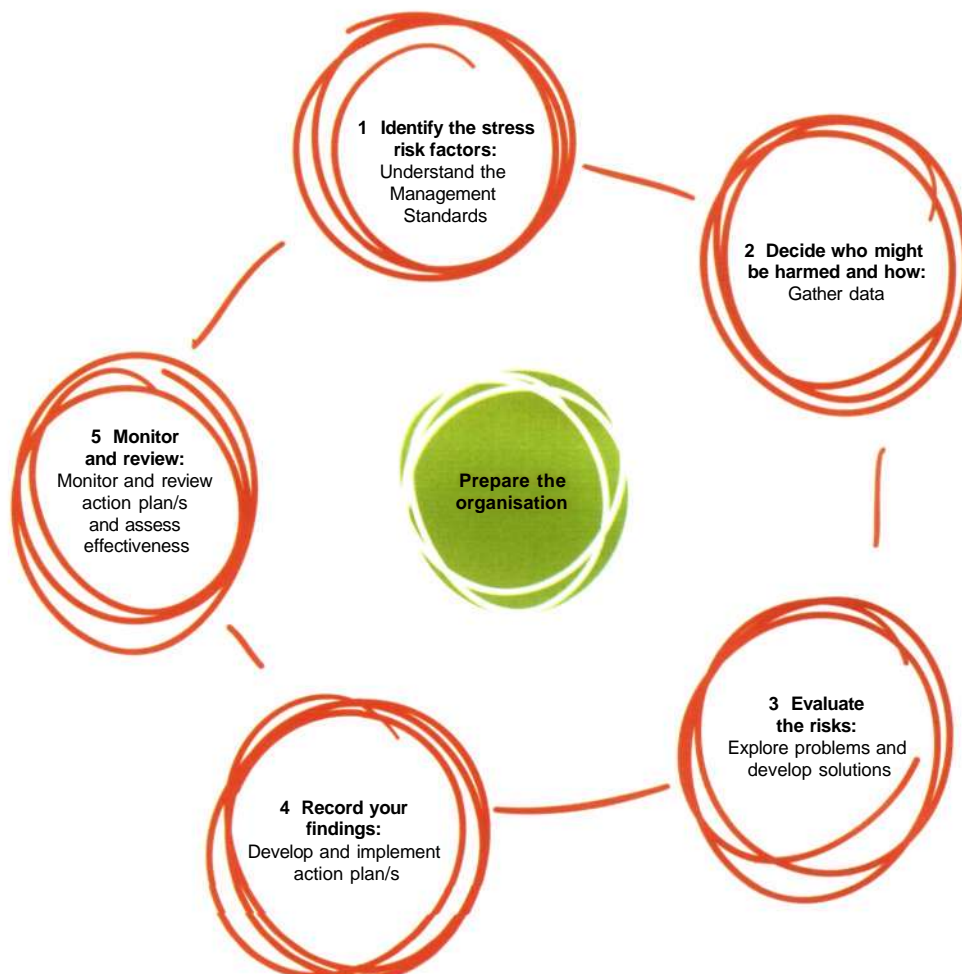 1 Identify the stress
risk factors:
Understand the
Management
Standards
2 Decide who might
be harmed and how:
Gather data
3 Evaluate
the risks:
Explore problems and
develop solutions
4 Record your
findings:
Develop and implement
action plan/s
5 Monitor
and review:
Monitor and review
action plan/s
and assess
effectiveness
Prepare the
organisation